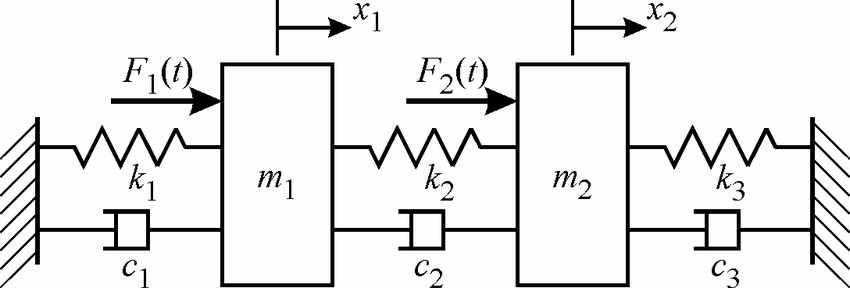 x₁ x₂
F₁(t) F₂(t)
k₁ m₁ k₂ m₂ k₃
c₁ c₂ c₃